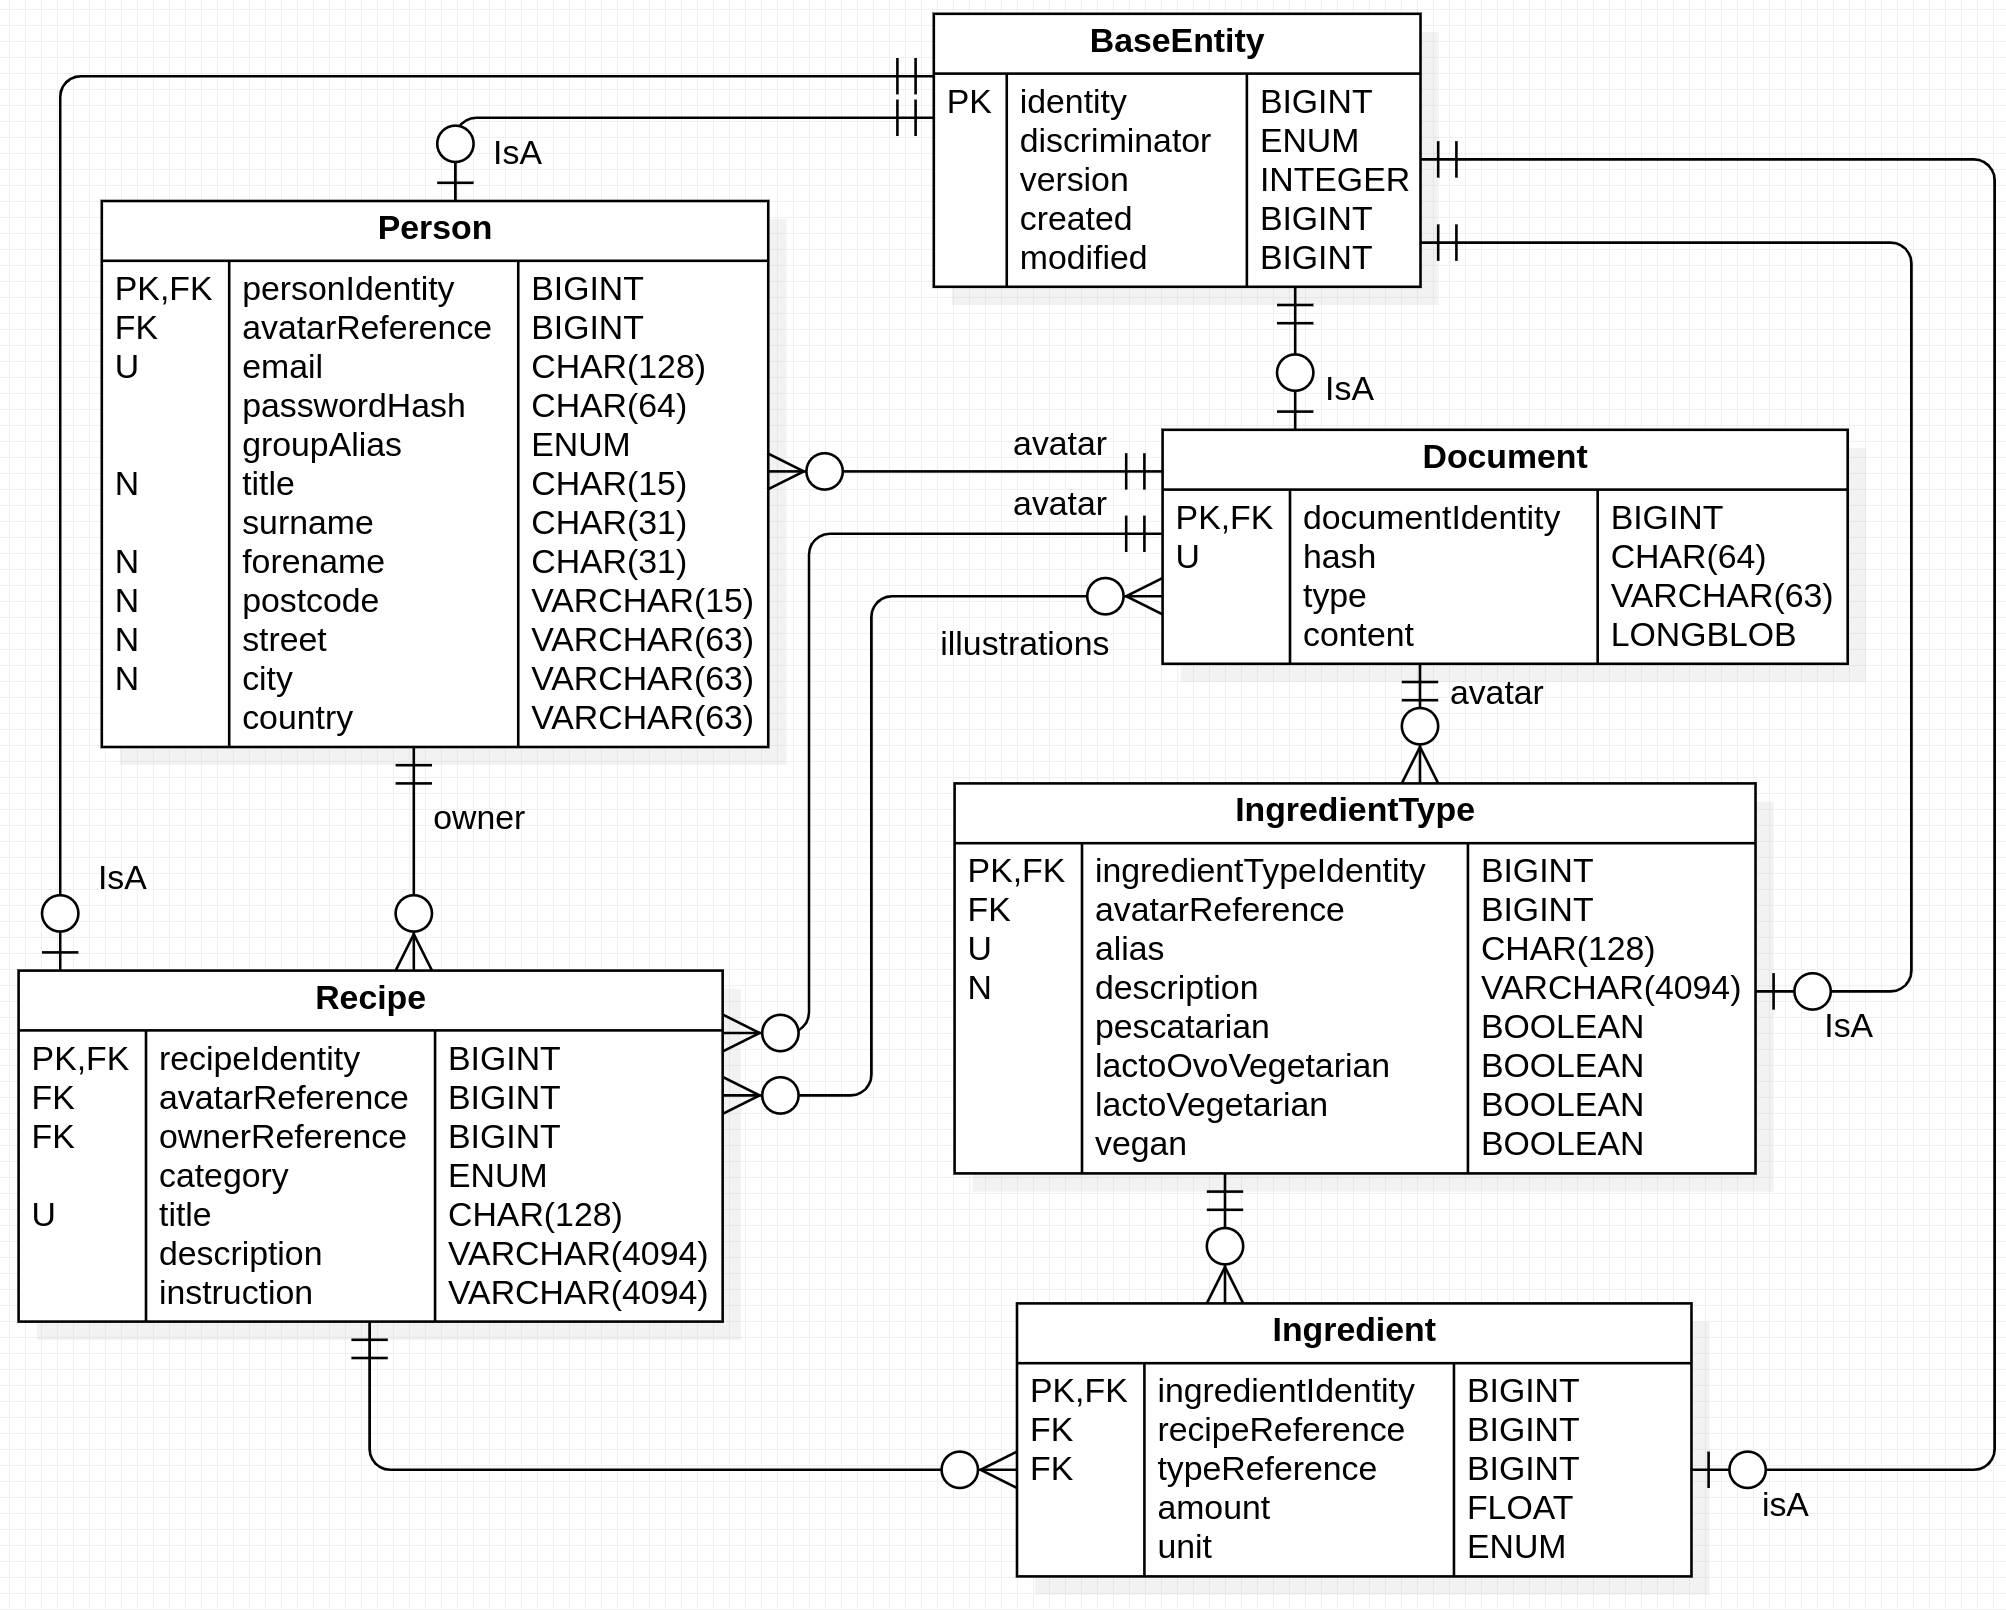 BaseEntity
PK identity BIGINT
discriminator ENUM
version INTEGER
created BIGINT
modified BIGINT
IsA
Person
PK,FK personIdentity BIGINT
FK avatarReference BIGINT
U email CHAR(128)
passwordHash CHAR(64)
groupAlias ENUM
N title CHAR(15)
surname CHAR(31)
N forename CHAR(31)
N postcode VARCHAR(15)
N street VARCHAR(63)
N city VARCHAR(63)
country VARCHAR(63)
IsA
avatar
avatar
illustrations
Document
PK,FK documentIdentity BIGINT
U hash CHAR(64)
type VARCHAR(63)
content LONGBLOB
avatar
owner
IsA
IngredientType
PK,FK ingredientTypeIdentity BIGINT
FK avatarReference BIGINT
U alias CHAR(128)
N description VARCHAR(4094)
pescatarian BOOLEAN
lactoOvoVegetarian BOOLEAN
lactoVegetarian BOOLEAN
vegan BOOLEAN
IsA
Recipe
PK,FK recipeIdentity BIGINT
FK avatarReference BIGINT
FK ownerReference BIGINT
category ENUM
U title CHAR(128)
description VARCHAR(4094)
instruction VARCHAR(4094)
Ingredient
PK,FK ingredientIdentity BIGINT
FK recipeReference BIGINT
FK typeReference BIGINT
amount FLOAT
unit ENUM
isA